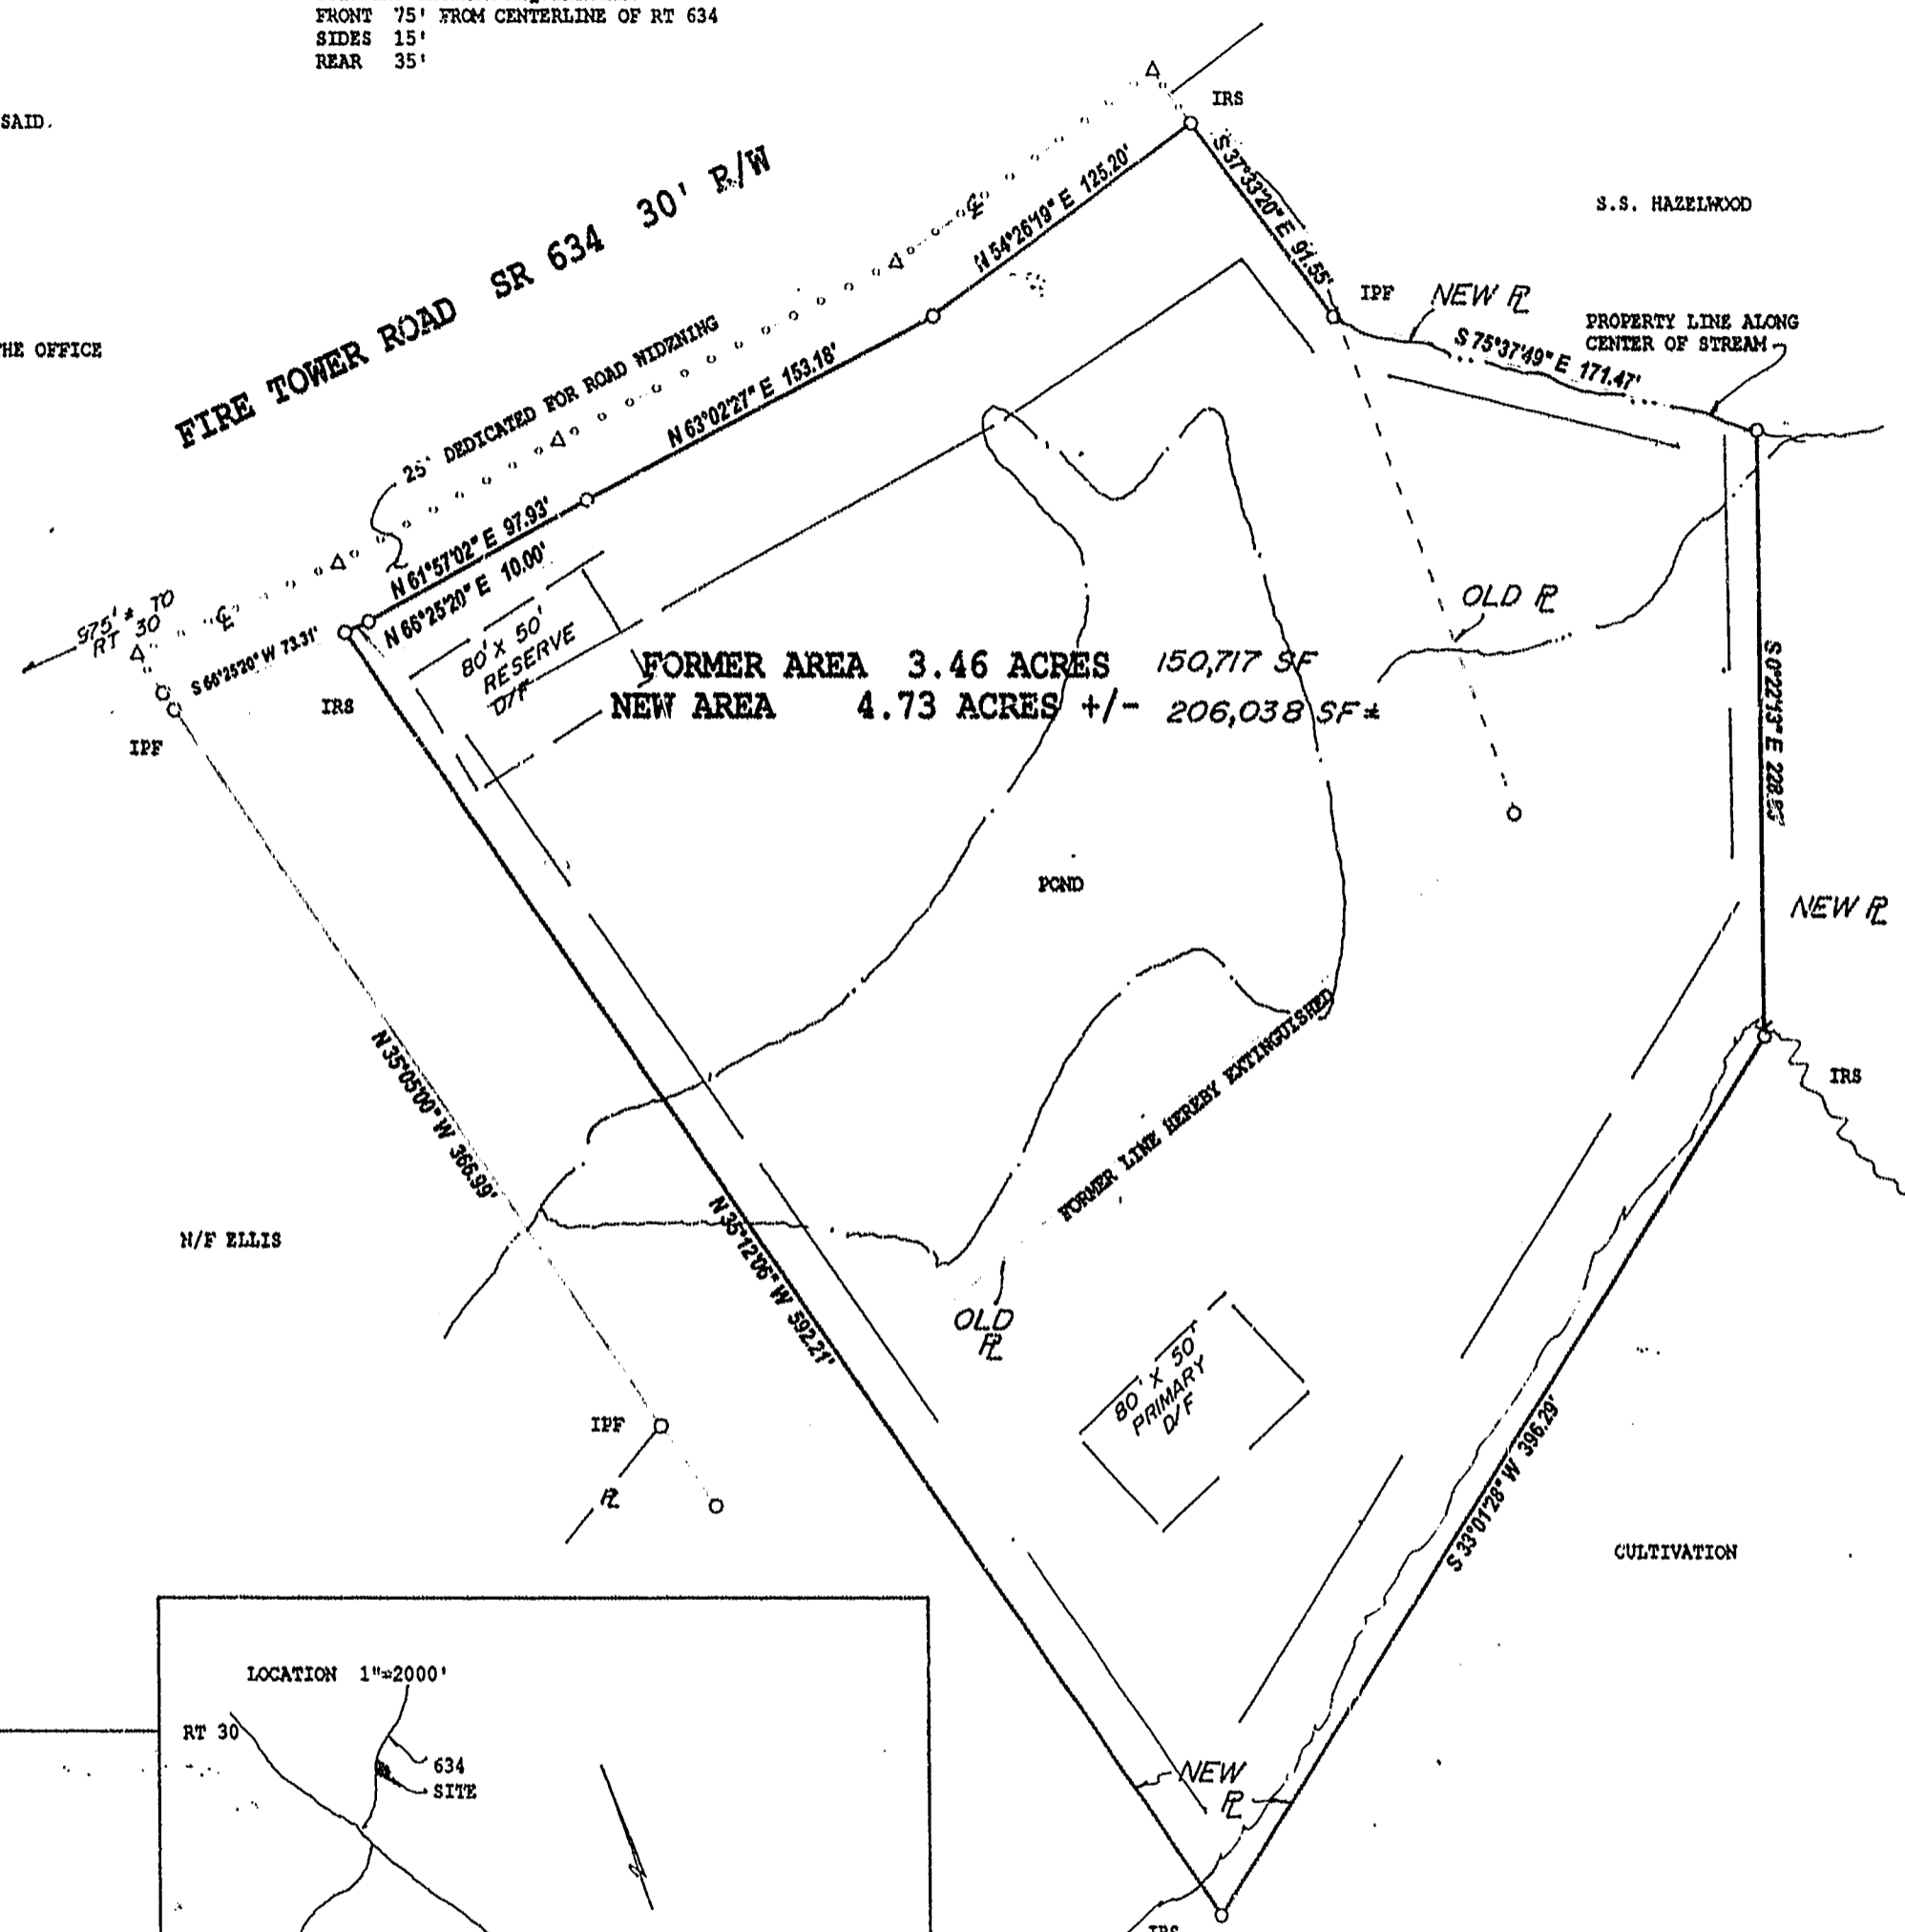 FRONT 75' FROM CENTERLINE OF RT 634
SIDES 15'
REAR 35'
SAID.
THE OFFICE
FIRE TOWER ROAD SR 634 30' R/W
25' DEDICATED FOR ROAD WIDENING
IRS
S 37°33'20" E 91.55'
S.S. HAZELWOOD
N 54°26'19" E 125.20'
IPF
NEW PL
PROPERTY LINE ALONG
CENTER OF STREAM
S 75°37'49" E 171.47'
N 63°02'27" E 153.18'
N 61°57'02" E 97.93'
N 66°25'20" E 10.00'
975' ± TO
RT 30
S 66°25'20" W 73.31'
IRS
IPF
80' X 50'
RESERVE
D/F
OLD PL
FORMER AREA 3.46 ACRES 150,717 SF
NEW AREA 4.73 ACRES +/- 206,038 SF±
S 0°22'13" E
POND
NEW PL
FORMER LINE HEREBY EXTINGUISHED
IRS
N 35°05'00" W 366.99'
N/F ELLIS
N 35°12'06" W 592.21'
OLD
PL
80' X 50'
PRIMARY
D/F
IPF
PL
S 33°01'28" W 396.29'
CULTIVATION
LOCATION 1"=2000'
RT 30
634
SITE
NEW
PL
IRS